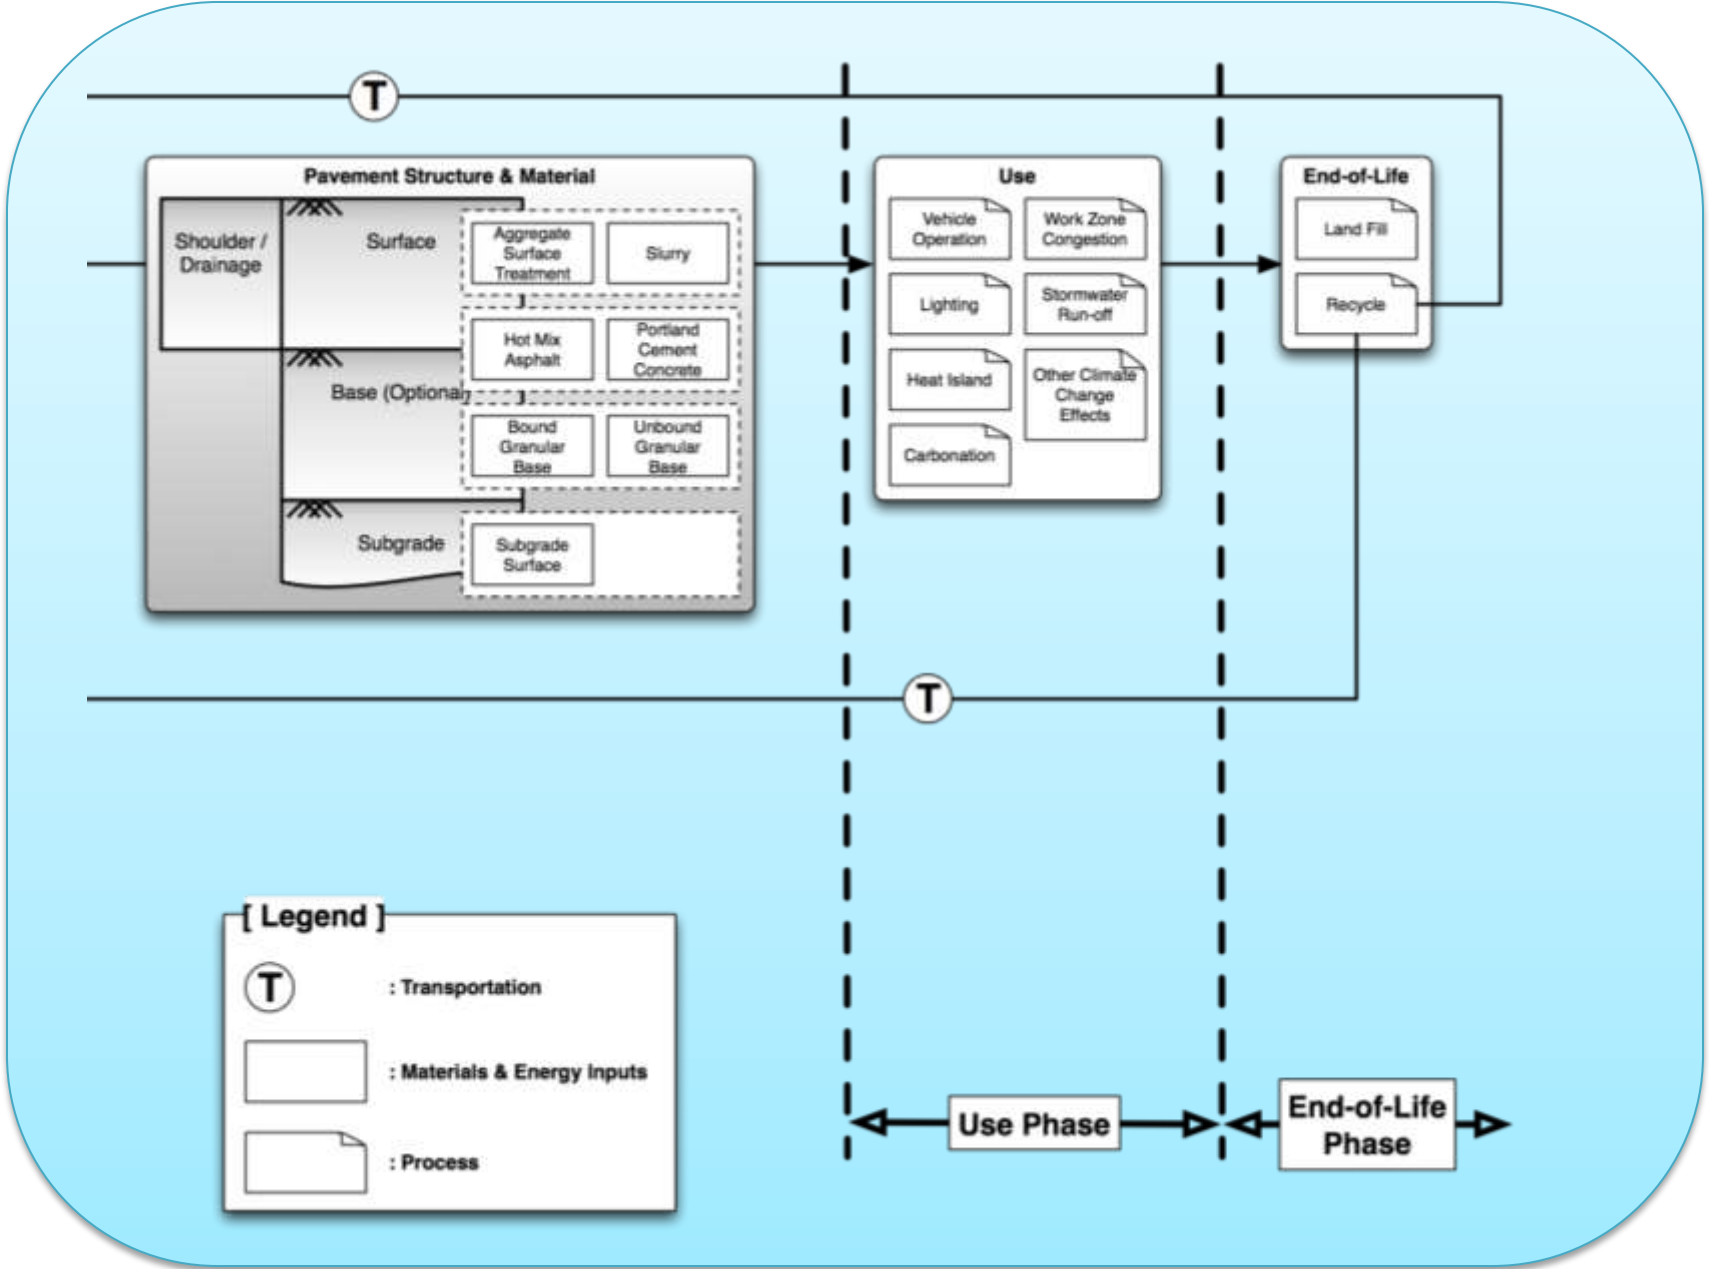 T
Pavement Structure & Material
Shoulder /
Drainage
Surface
Aggregate
Surface
Treatment
Slurry
Hot Mix
Asphalt
Portland
Cement
Concrete
Base (Optional)
Bound
Granular
Base
Unbound
Granular
Base
Subgrade
Subgrade
Surface
Use
Vehicle
Operation
Work Zone
Congestion
Lighting
Stormwater
Run-off
Heat Island
Other Climate
Change
Effects
Carbonation
End-of-Life
Land Fill
Recycle
T
[ Legend ]
T : Transportation
: Materials & Energy Inputs
: Process
Use Phase
End-of-Life
Phase